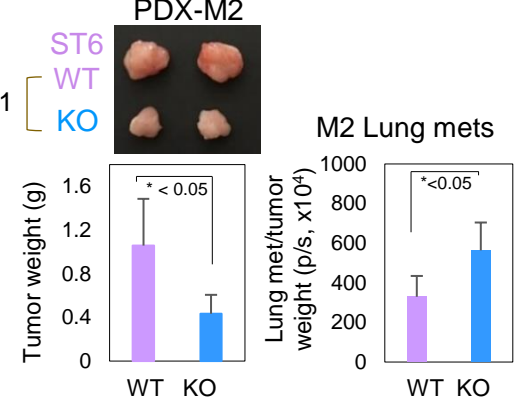 PDX-M2
ST6
WT
1
KO
Tumor weight (g)
1.6
1.2
0.8
0.4
0
* < 0.05
WT KO
M2 Lung mets
Lung met/tumor
weight (p/s, x10⁴)
1000
800
600
400
200
0
*<0.05
WT KO